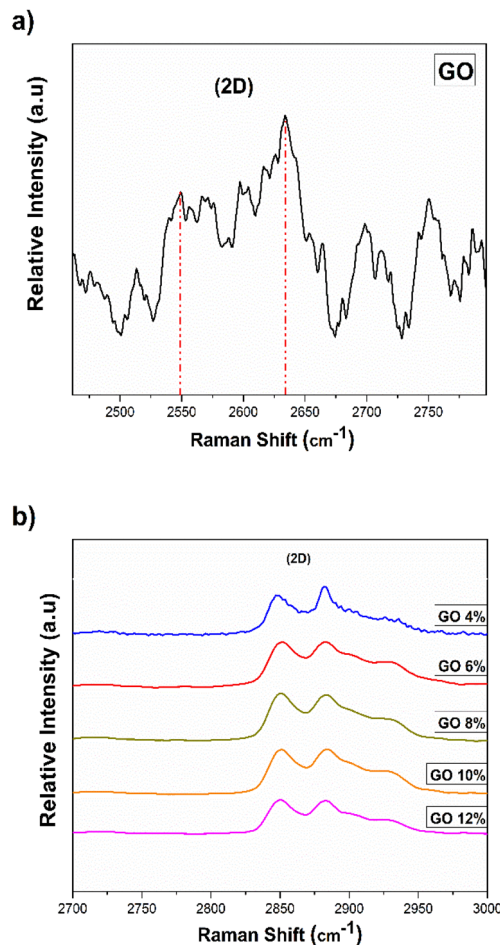 a)
GO
(2D)
Relative Intensity (a.u)
2500 2550 2600 2650 2700 2750
Raman Shift (cm⁻¹)
b)
(2D)
GO 4%
GO 6%
GO 8%
GO 10%
GO 12%
Relative Intensity (a.u)
2700 2750 2800 2850 2900 2950 3000
Raman Shift (cm⁻¹)